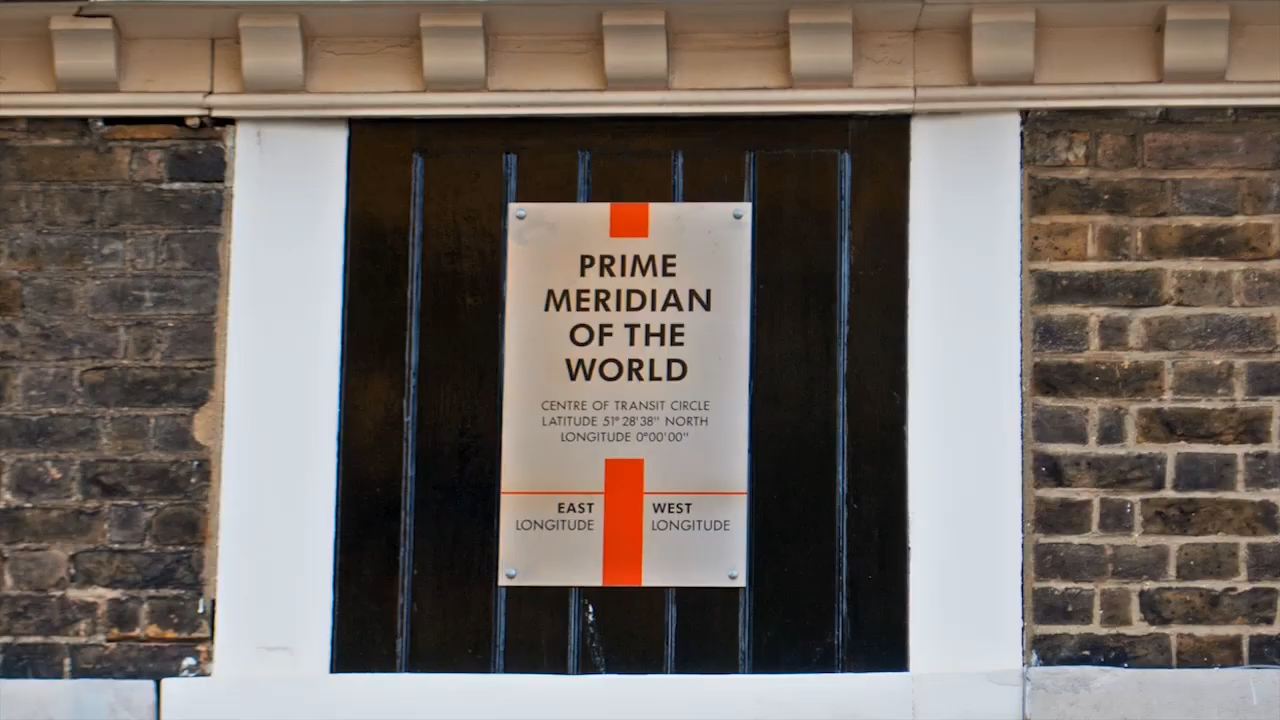 PRIME
MERIDIAN
OF THE
WORLD
CENTRE OF TRANSIT CIRCLE
LATITUDE 51° 28'38'' NORTH
LONGITUDE 0°00'00''
EAST
LONGITUDE
WEST
LONGITUDE